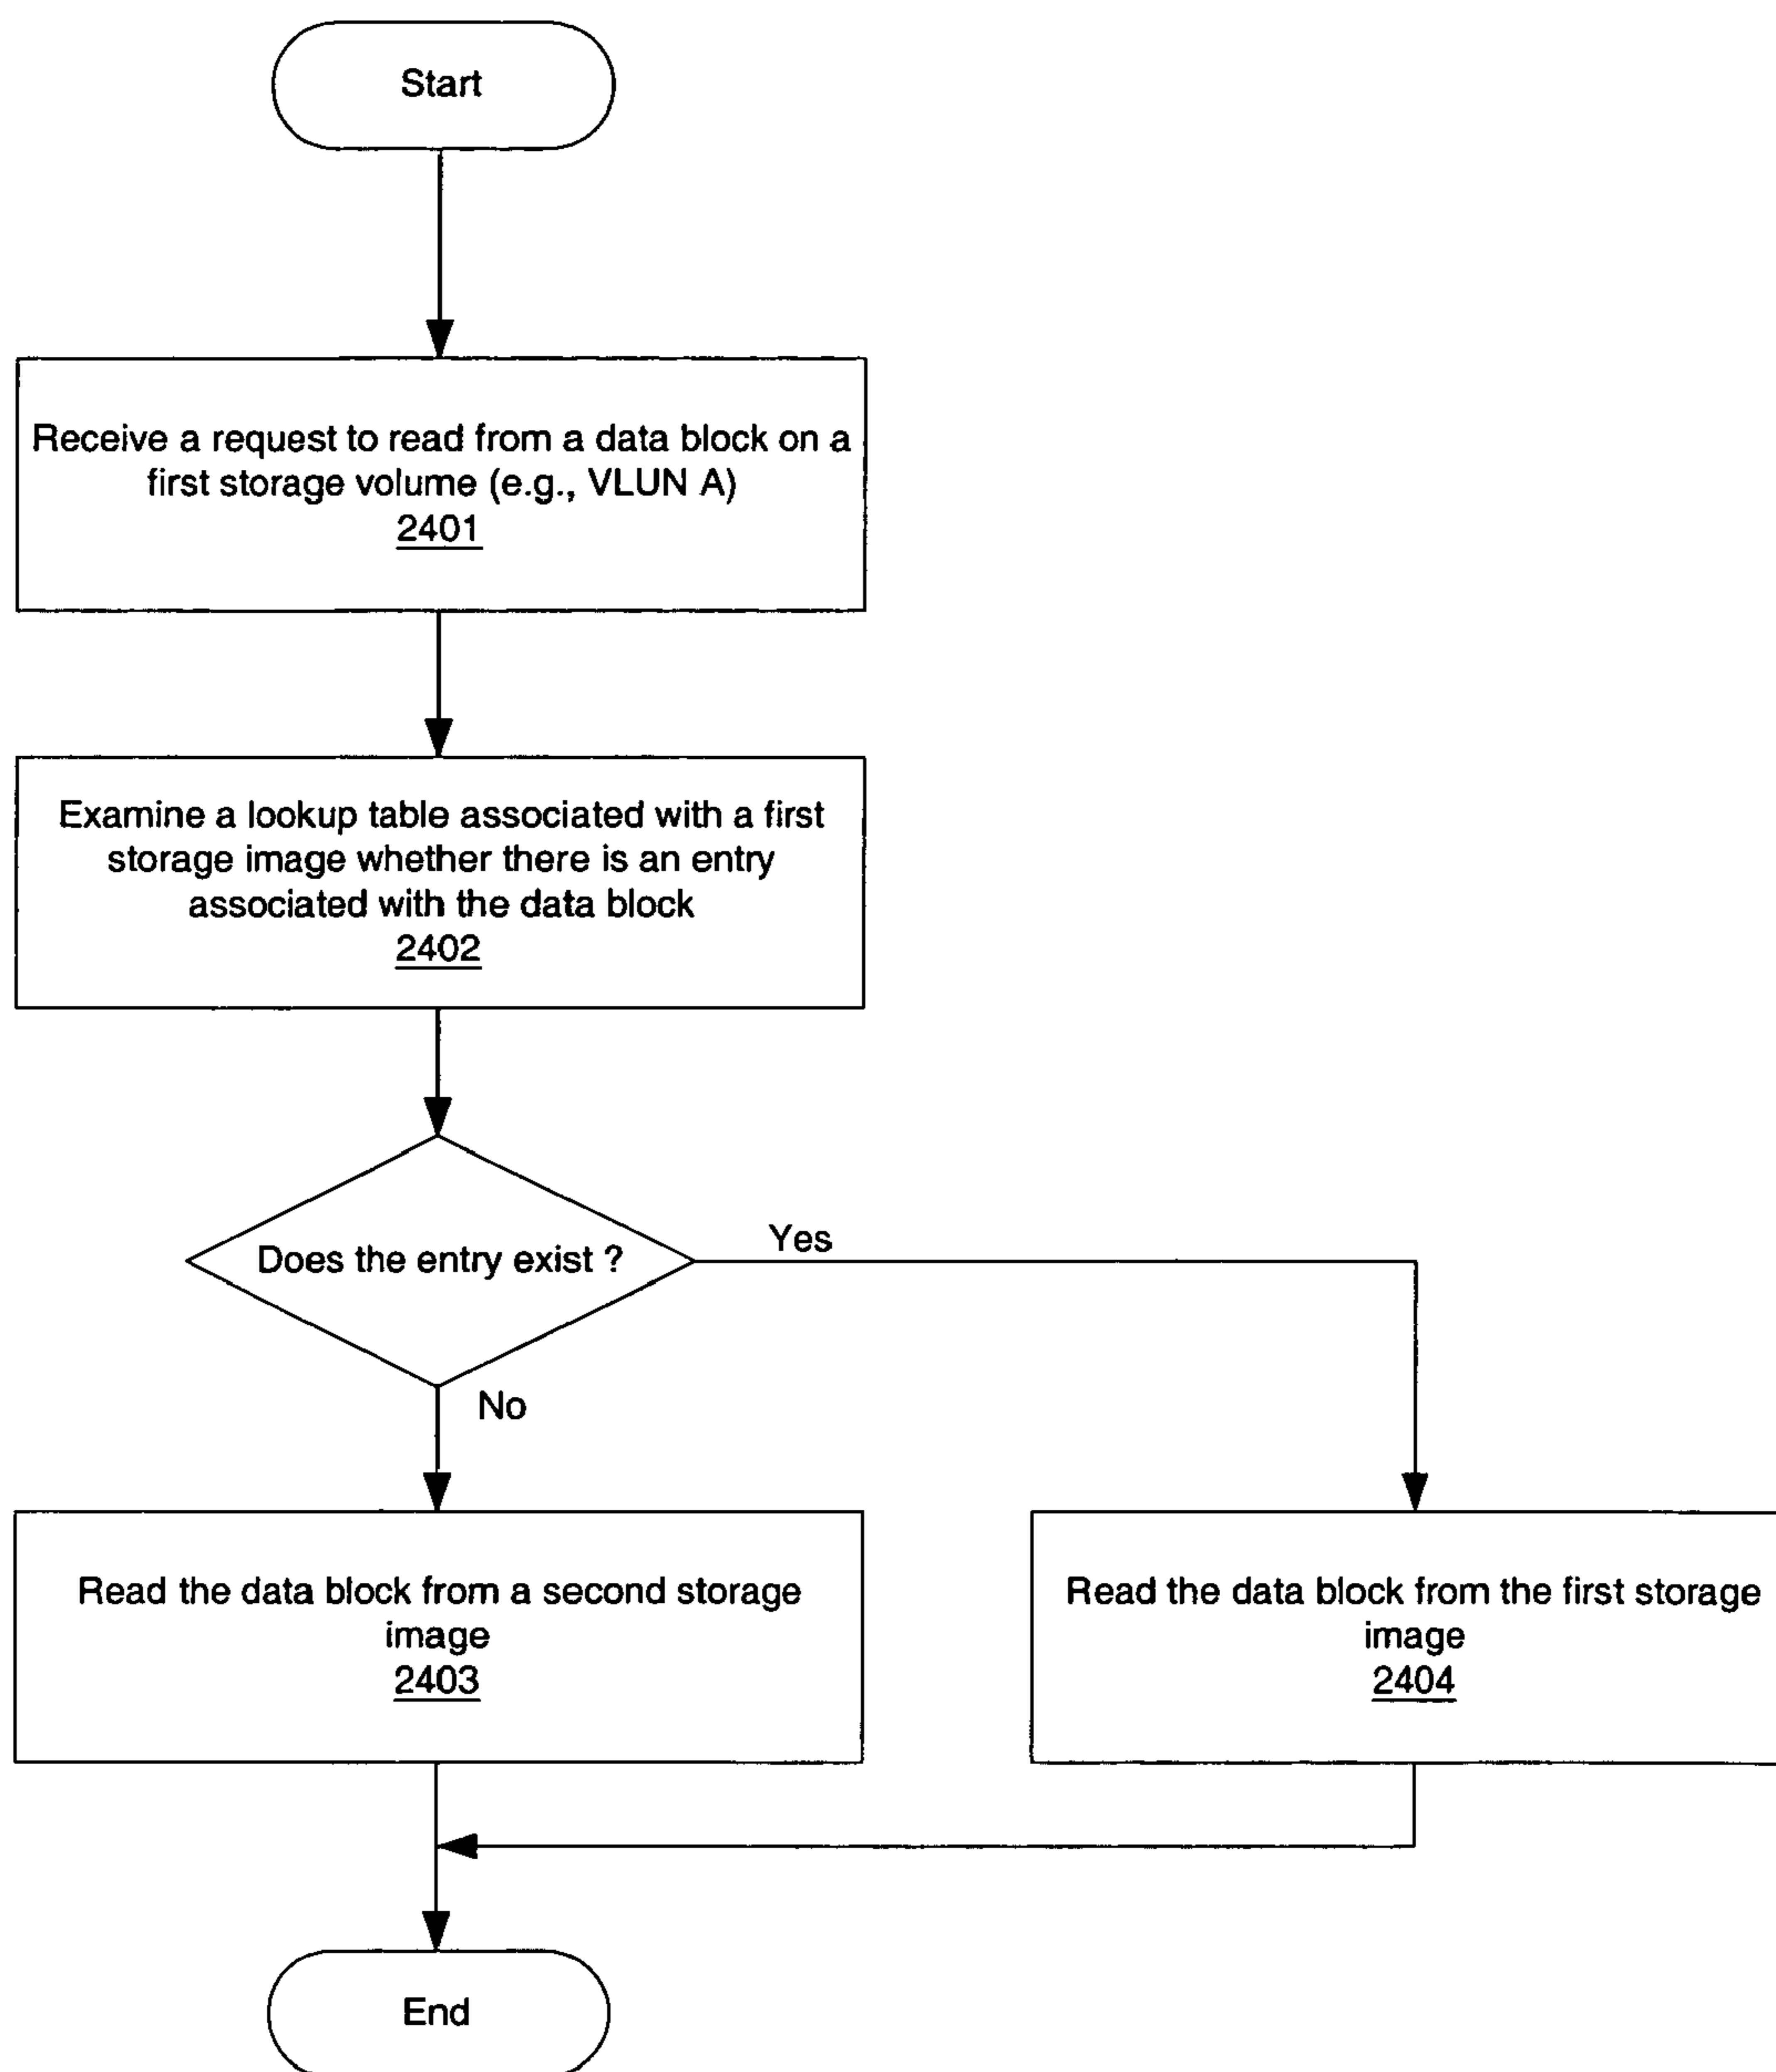 Start
Receive a request to read from a data block on a
first storage volume (e.g., VLUN A)
2401
Examine a lookup table associated with a first
storage image whether there is an entry
associated with the data block
2402
Does the entry exist ?
Yes
No
Read the data block from a second storage
image
2403
Read the data block from the first storage
image
2404
End